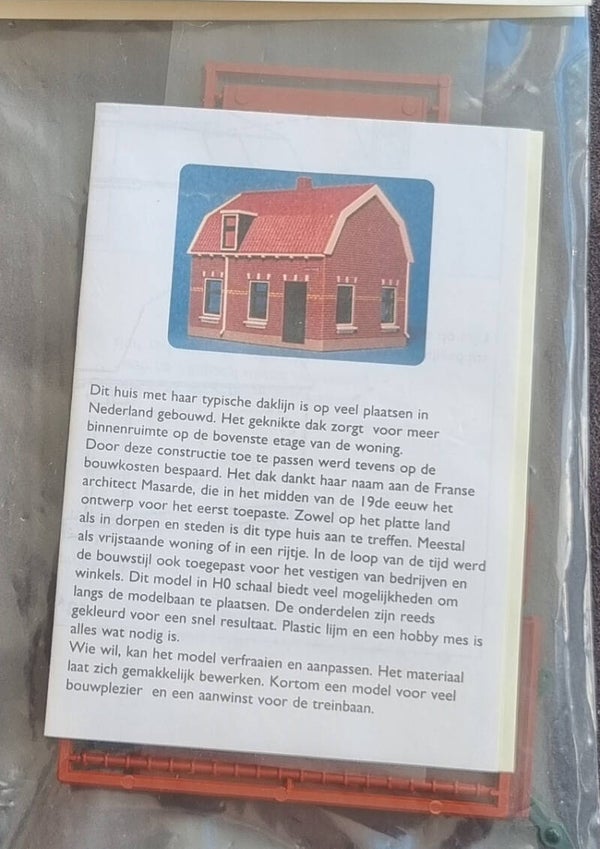 Dit huis met haar typische daklijn is op veel plaatsen in
Nederland gebouwd. Het geknikte dak zorgt voor meer
binnenruimte op de bovenste etage van de woning.
Door deze constructie toe te passen werd tevens op de
bouwkosten bespaard. Het dak dankt haar naam aan de Franse
architect Masarde, die in het midden van de 19de eeuw het
ontwerp voor het eerst toepaste. Zowel op het platte land
als in dorpen en steden is dit type huis aan te treffen. Meestal
als vrijstaande woning of in een rijtje. In de loop van de tijd werd
de bouwstijl ook toegepast voor het vestigen van bedrijven en
winkels. Dit model in H0 schaal biedt veel mogelijkheden om
langs de modelbaan te plaatsen. De onderdelen zijn reeds
gekleurd voor een snel resultaat. Plastic lijm en een hobby mes is
alles wat nodig is.
Wie wil, kan het model verfraaien en aanpassen. Het materiaal
laat zich gemakkelijk bewerken. Kortom een model voor veel
bouwplezier en een aanwinst voor de treinbaan.